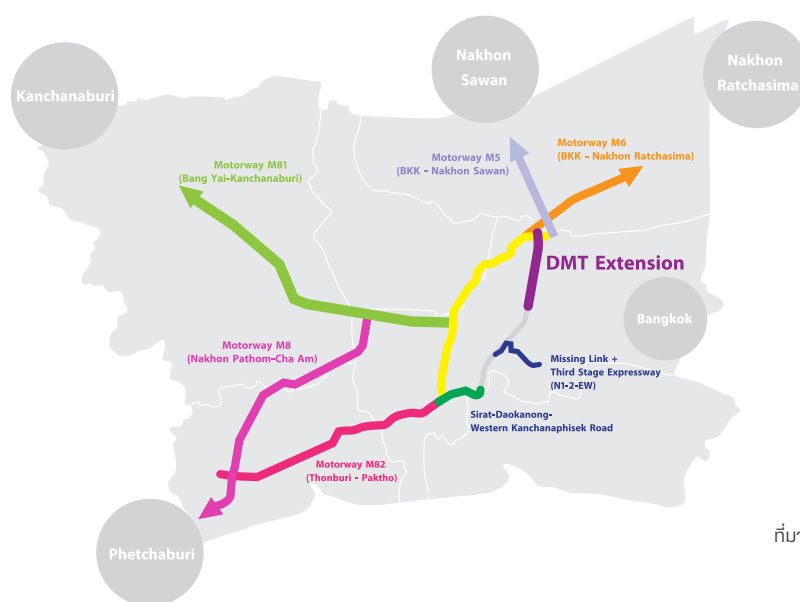 Nakhon
Sawan
Nakhon
Ratchasima
Kanchanaburi
Motorway M6
(BKK - Nakhon Ratchasima)
Motorway M5
(BKK - Nakhon Sawan)
Motorway M81
(Bang Yai-Kanchanaburi)
DMT Extension
Bangkok
Motorway M8
(Nakhon Pathom-Cha Am)
Missing Link +
Third Stage Expressway
(N1-2-EW)
Sirat-Daokanong-
Western Kanchanaphisek Road
Motorway M82
(Thonburi - Paktho)
Phetchaburi